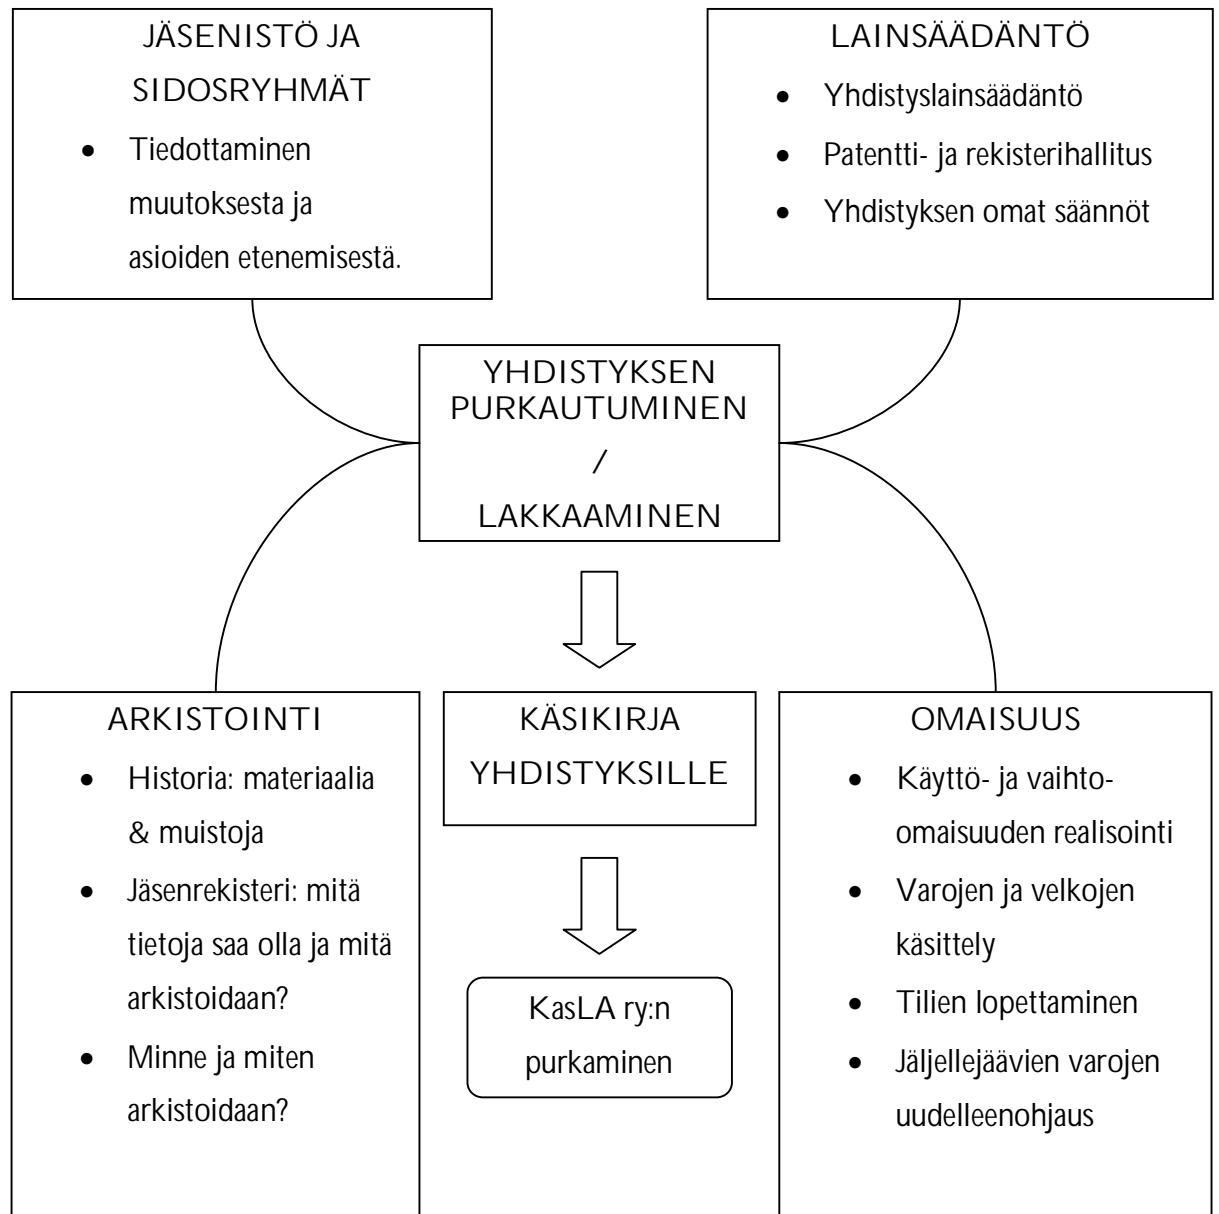 JÄSENISTÖ JA
SIDOSRYHMÄT
• Tiedottaminen
muutoksesta ja
asioiden etenemisestä.
LAINSÄÄDÄNTÖ
• Yhdistyslainsäädäntö
• Patentti- ja rekisterihallitus
• Yhdistyksen omat säännöt
YHDISTYKSEN
PURKAUTUMINEN
/
LAKKAAMINEN
ARKISTOINTI
• Historia: materiaalia
& muistoja
• Jäsenrekisteri: mitä
tietoja saa olla ja mitä
arkistoidaan?
• Minne ja miten
arkistoidaan?
KÄSIKIRJA
YHDISTYKSILLE
KasLA ry:n
purkaminen
OMAISUUS
• Käyttö- ja vaihto-
omaisuuden realisointi
• Varojen ja velkojen
käsittely
• Tilien lopettaminen
• Jäljellejäävien varojen
uudelleenohjaus